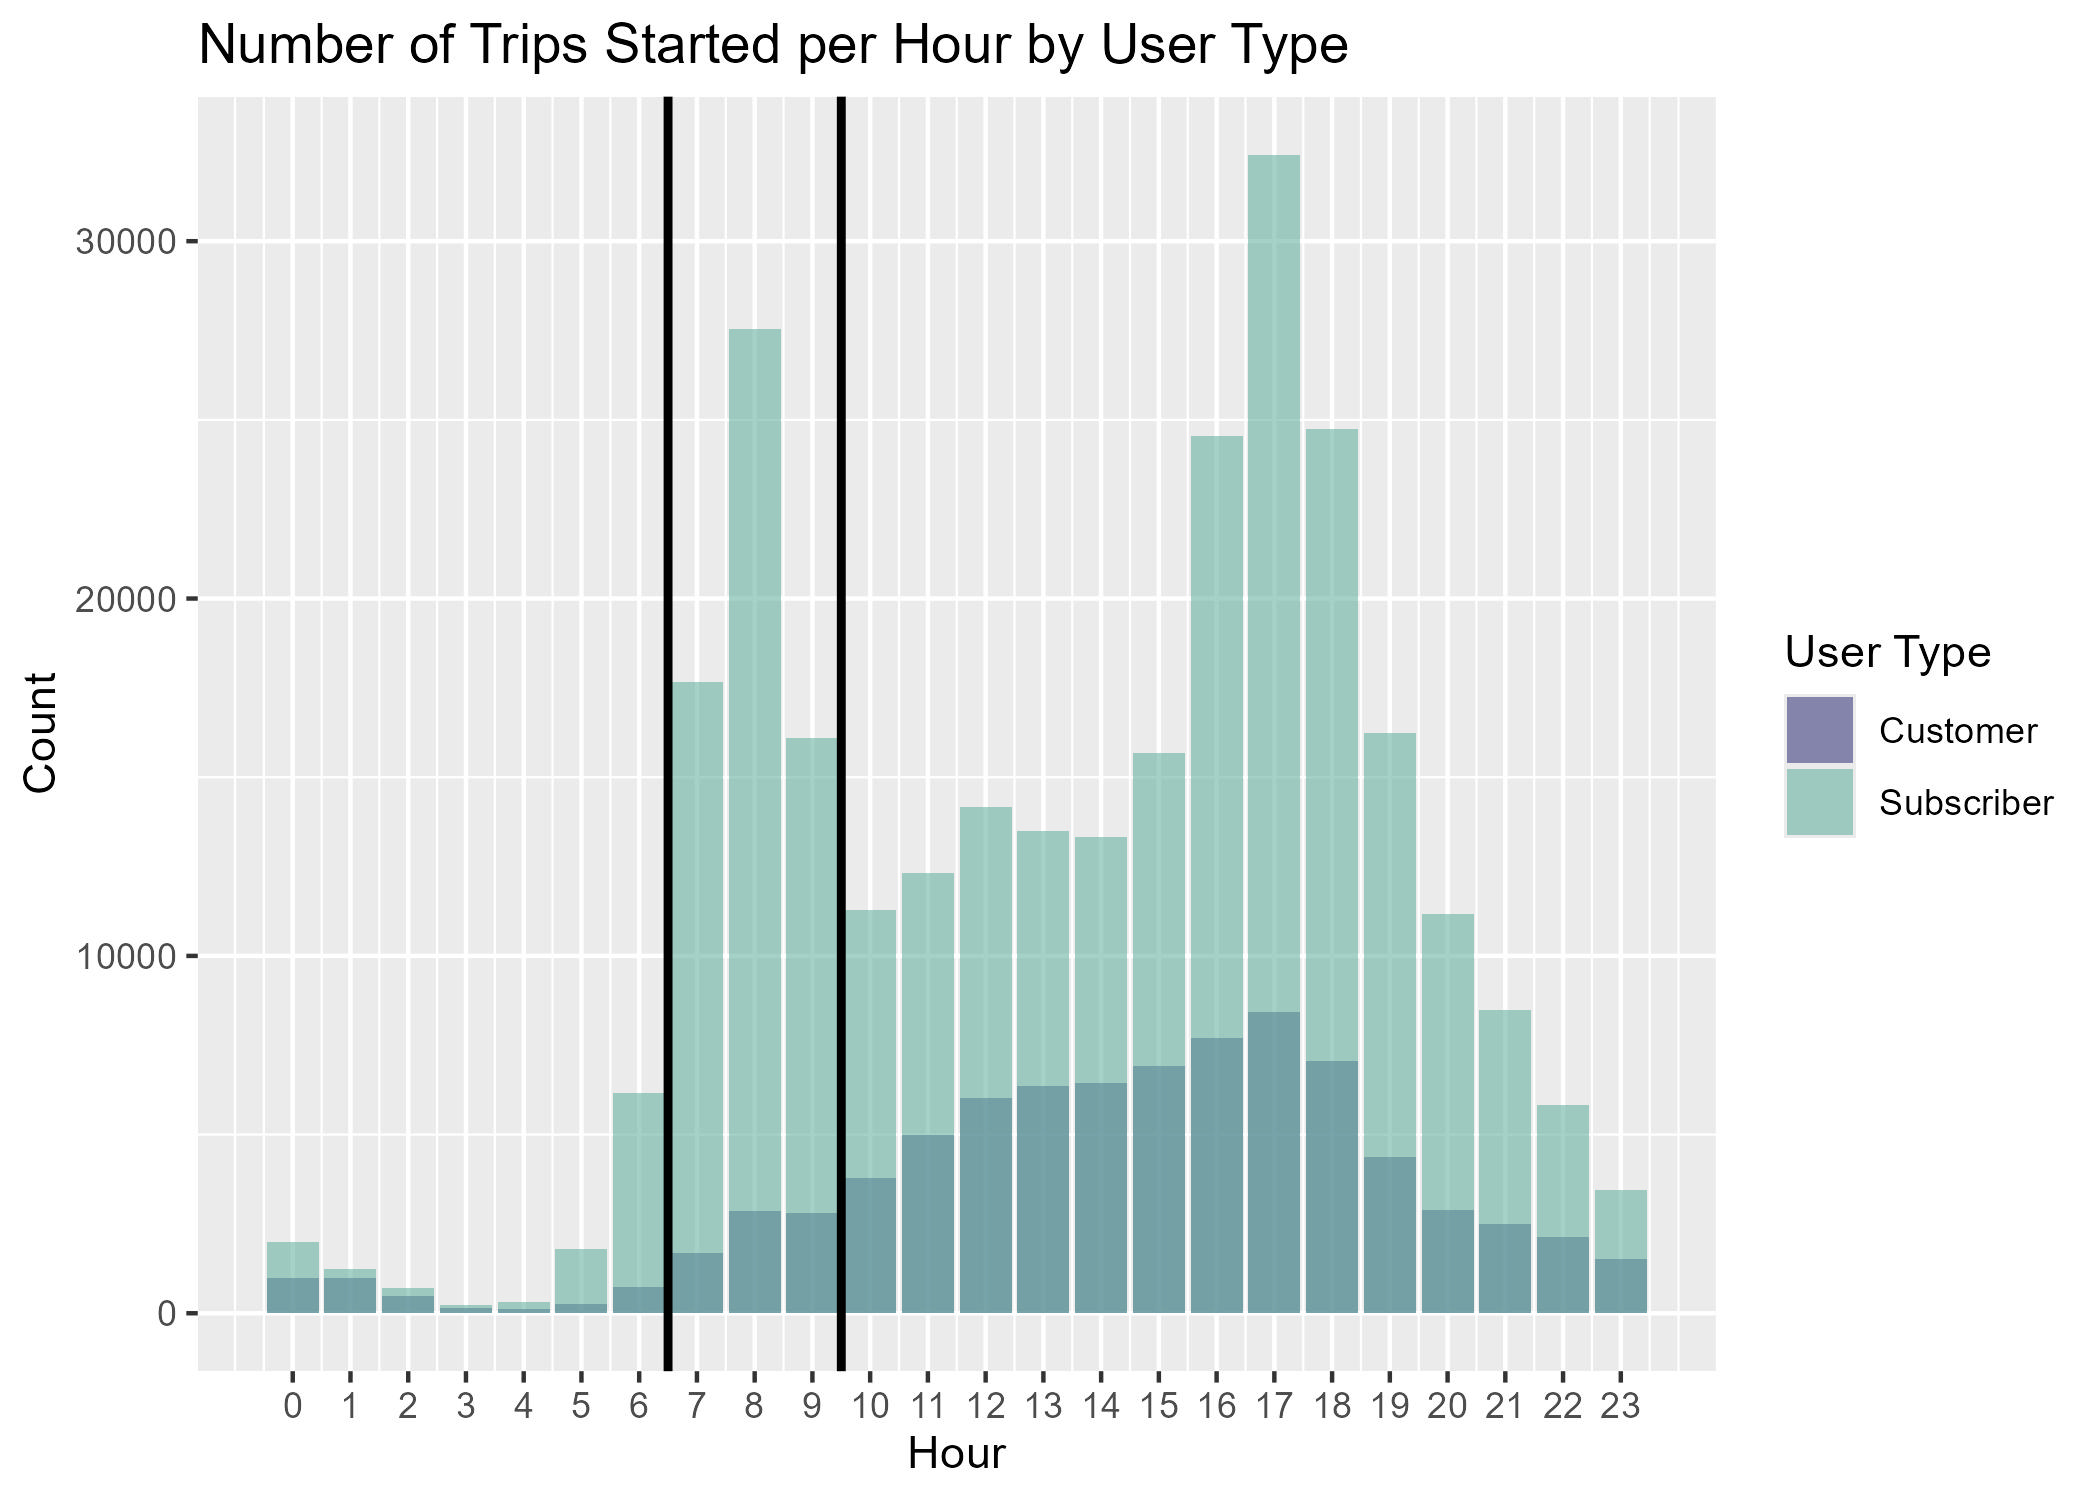 Number of Trips Started per Hour by User Type
Count
30000
20000
10000
0
0 1 2 3 4 5 6 7 8 9 10 11 12 13 14 15 16 17 18 19 20 21 22 23
Hour
User Type
Customer
Subscriber